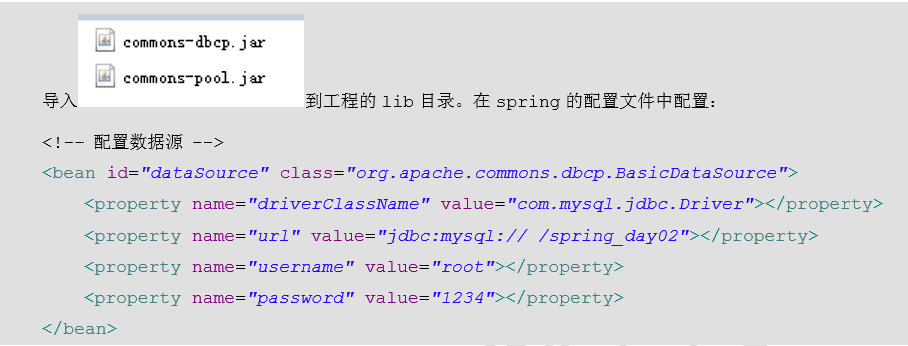 commons-dbcp.jar
commons-pool.jar
导入 到工程的 lib 目录。在 spring 的配置文件中配置：
<!-- 配置数据源 -->
<bean id="dataSource" class="org.apache.commons.dbcp.BasicDataSource">
<property name="driverClassName" value="com.mysql.jdbc.Driver"></property>
<property name="url" value="jdbc:mysql:// /spring_day02"></property>
<property name="username" value="root"></property>
<property name="password" value="1234"></property>
</bean>